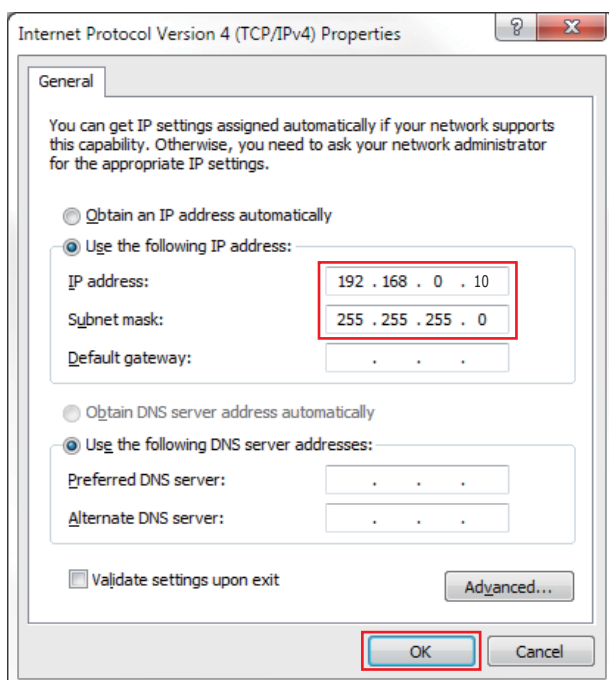 Internet Protocol Version 4 (TCP/IPv4) Properties
General
You can get IP settings assigned automatically if your network supports
this capability. Otherwise, you need to ask your network administrator
for the appropriate IP settings.
Obtain an IP address automatically
Use the following IP address:
IP address: 192 . 168 . 0 . 10
Subnet mask: 255 . 255 . 255 . 0
Default gateway: . . .
Obtain DNS server address automatically
Use the following DNS server addresses:
Preferred DNS server: . . .
Alternate DNS server: . . .
Validate settings upon exit
Advanced...
OK Cancel